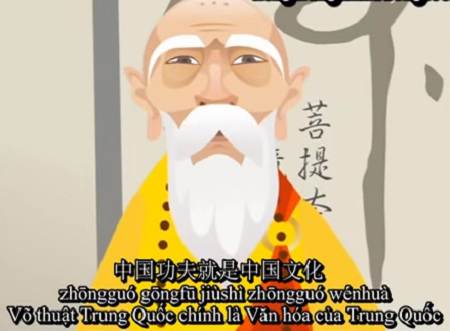 菩提本
中国功夫就是中国文化
zhōngguó gōngfū jiùshì zhōngguó wénhuà
Võ thuật Trung Quốc chính là Văn hóa của Trung Quốc